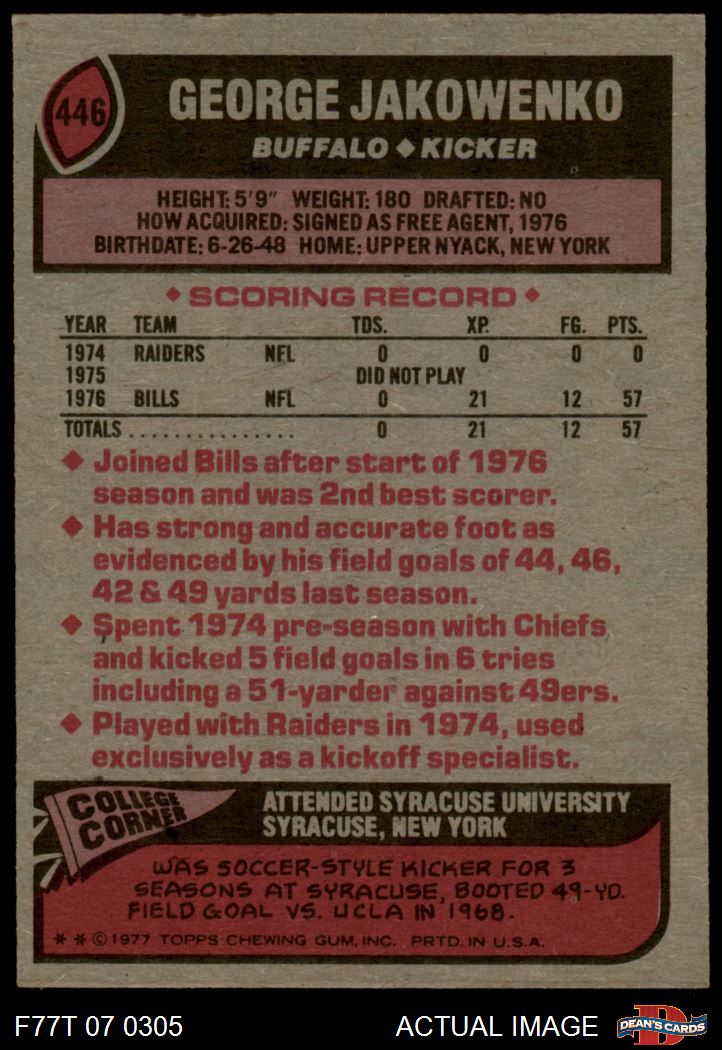 446
GEORGE JAKOWENKO
BUFFALO ◆ KICKER
HEIGHT: 5'9" WEIGHT: 180 DRAFTED: NO
HOW ACQUIRED: SIGNED AS FREE AGENT, 1976
BIRTHDATE: 6-26-48 HOME: UPPER NYACK, NEW YORK
◆ SCORING RECORD ◆
YEAR TEAM TDS. XP. FG. PTS.
1974 RAIDERS NFL 0 0 0 0
1975 DID NOT PLAY
1976 BILLS NFL 0 21 12 57
TOTALS ............... 0 21 12 57
◆ Joined Bills after start of 1976
season and was 2nd best scorer.
◆ Has strong and accurate foot as
evidenced by his field goals of 44, 46,
42 & 49 yards last season.
◆ Spent 1974 pre-season with Chiefs
and kicked 5 field goals in 6 tries
including a 51-yarder against 49ers.
◆ Played with Raiders in 1974, used
exclusively as a kickoff specialist.
COLLEGE
CORNER
ATTENDED SYRACUSE UNIVERSITY
SYRACUSE, NEW YORK
WAS SOCCER-STYLE KICKER FOR 3
SEASONS AT SYRACUSE, BOOTED 49-YD.
FIELD GOAL VS. UCLA IN 1968.
* * © 1977 TOPPS CHEWING GUM, INC. PRTD. IN U.S.A.
F77T 07 0305
ACTUAL IMAGE
D
DEAN'S CARDS